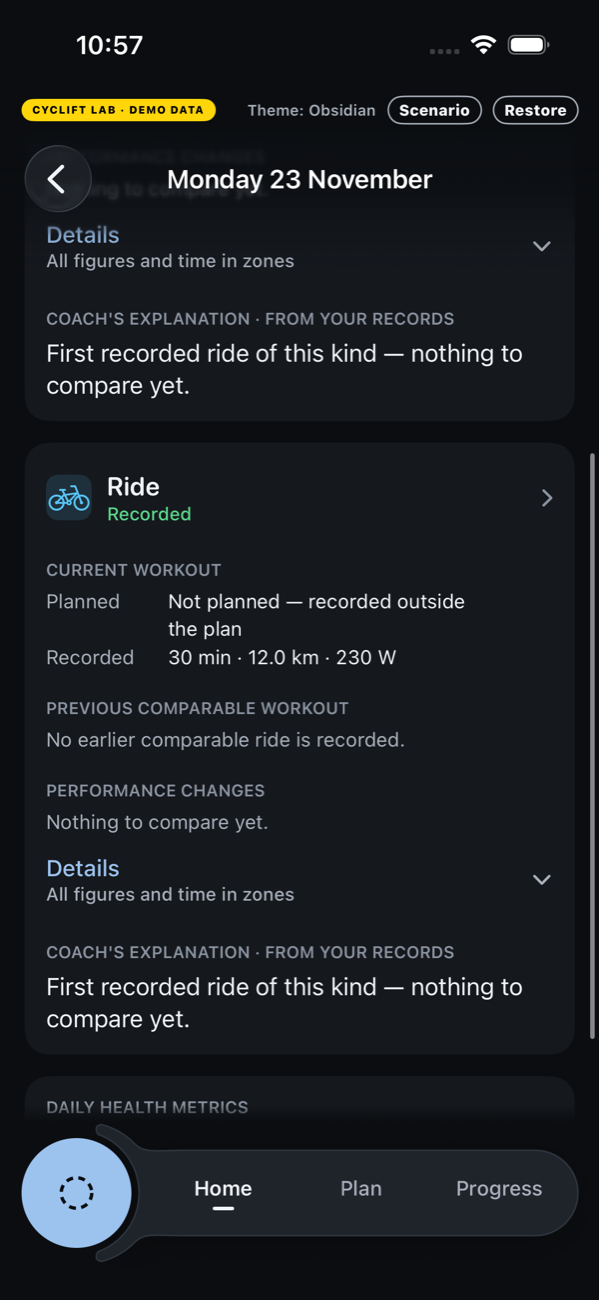 10:57
CYCLIFT LAB · DEMO DATA
Theme: Obsidian
Scenario
Restore
Monday 23 November
Details
All figures and time in zones
COACH'S EXPLANATION · FROM YOUR RECORDS
First recorded ride of this kind — nothing to
compare yet.
Ride
Recorded
CURRENT WORKOUT
Planned Not planned — recorded outside
the plan
Recorded 30 min · 12.0 km · 230 W
PREVIOUS COMPARABLE WORKOUT
No earlier comparable ride is recorded.
PERFORMANCE CHANGES
Nothing to compare yet.
Details
All figures and time in zones
COACH'S EXPLANATION · FROM YOUR RECORDS
First recorded ride of this kind — nothing to
compare yet.
DAILY HEALTH METRICS
Home Plan Progress